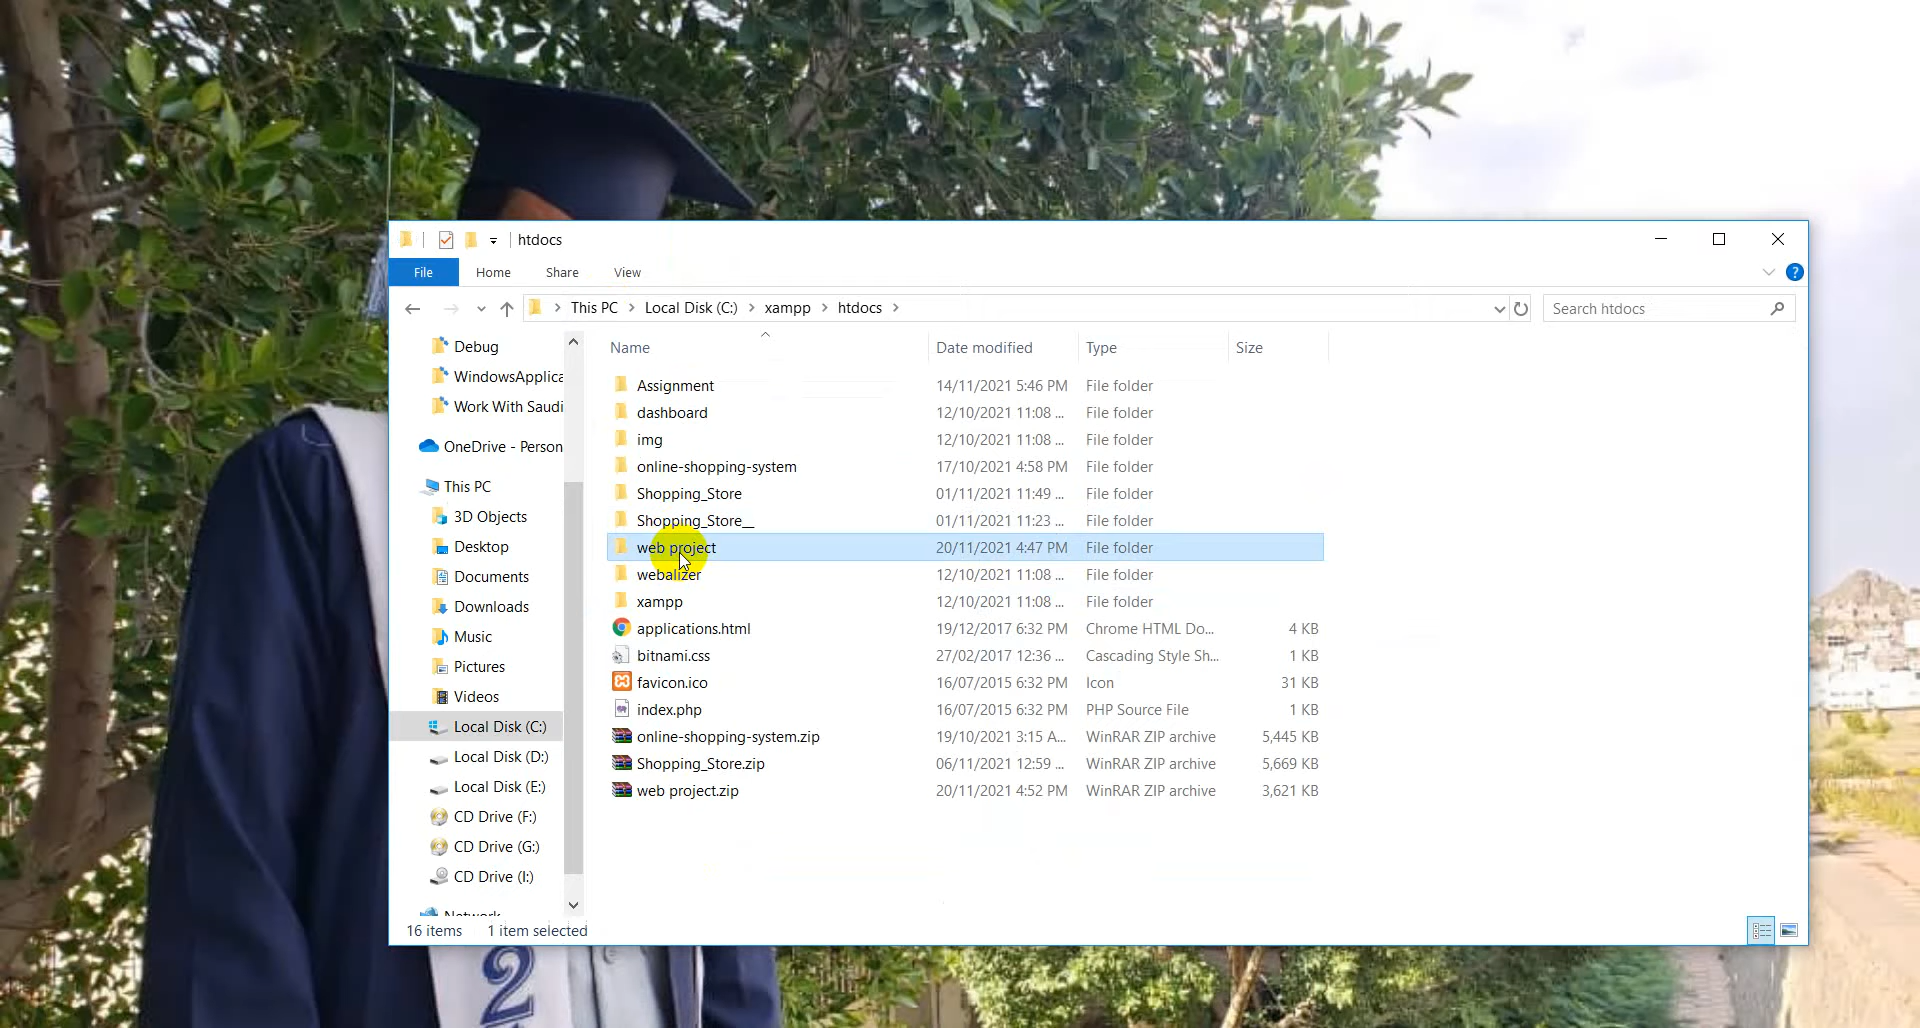 htdocs
File Home Share View
This PC Local Disk (C:) xampp htdocs
Search htdocs
Debug
WindowsApplica
Work With Saudi
OneDrive - Person
This PC
3D Objects
Desktop
Documents
Downloads
Music
Pictures
Videos
Local Disk (C:)
Local Disk (D:)
Local Disk (E:)
CD Drive (F:)
CD Drive (G:)
CD Drive (I:)
Network
Name Date modified Type Size
Assignment 14/11/2021 5:46 PM File folder
dashboard 12/10/2021 11:08 ... File folder
img 12/10/2021 11:08 ... File folder
online-shopping-system 17/10/2021 4:58 PM File folder
Shopping_Store 01/11/2021 11:49 ... File folder
Shopping_Store__ 01/11/2021 11:23 ... File folder
web project 20/11/2021 4:47 PM File folder
webalizer 12/10/2021 11:08 ... File folder
xampp 12/10/2021 11:08 ... File folder
applications.html 19/12/2017 6:32 PM Chrome HTML Do... 4 KB
bitnami.css 27/02/2017 12:36 ... Cascading Style Sh... 1 KB
favicon.ico 16/07/2015 6:32 PM Icon 31 KB
index.php 16/07/2015 6:32 PM PHP Source File 1 KB
online-shopping-system.zip 19/10/2021 3:15 A... WinRAR ZIP archive 5,445 KB
Shopping_Store.zip 06/11/2021 12:59 ... WinRAR ZIP archive 5,669 KB
web project.zip 20/11/2021 4:52 PM WinRAR ZIP archive 3,621 KB
16 items 1 item selected
2